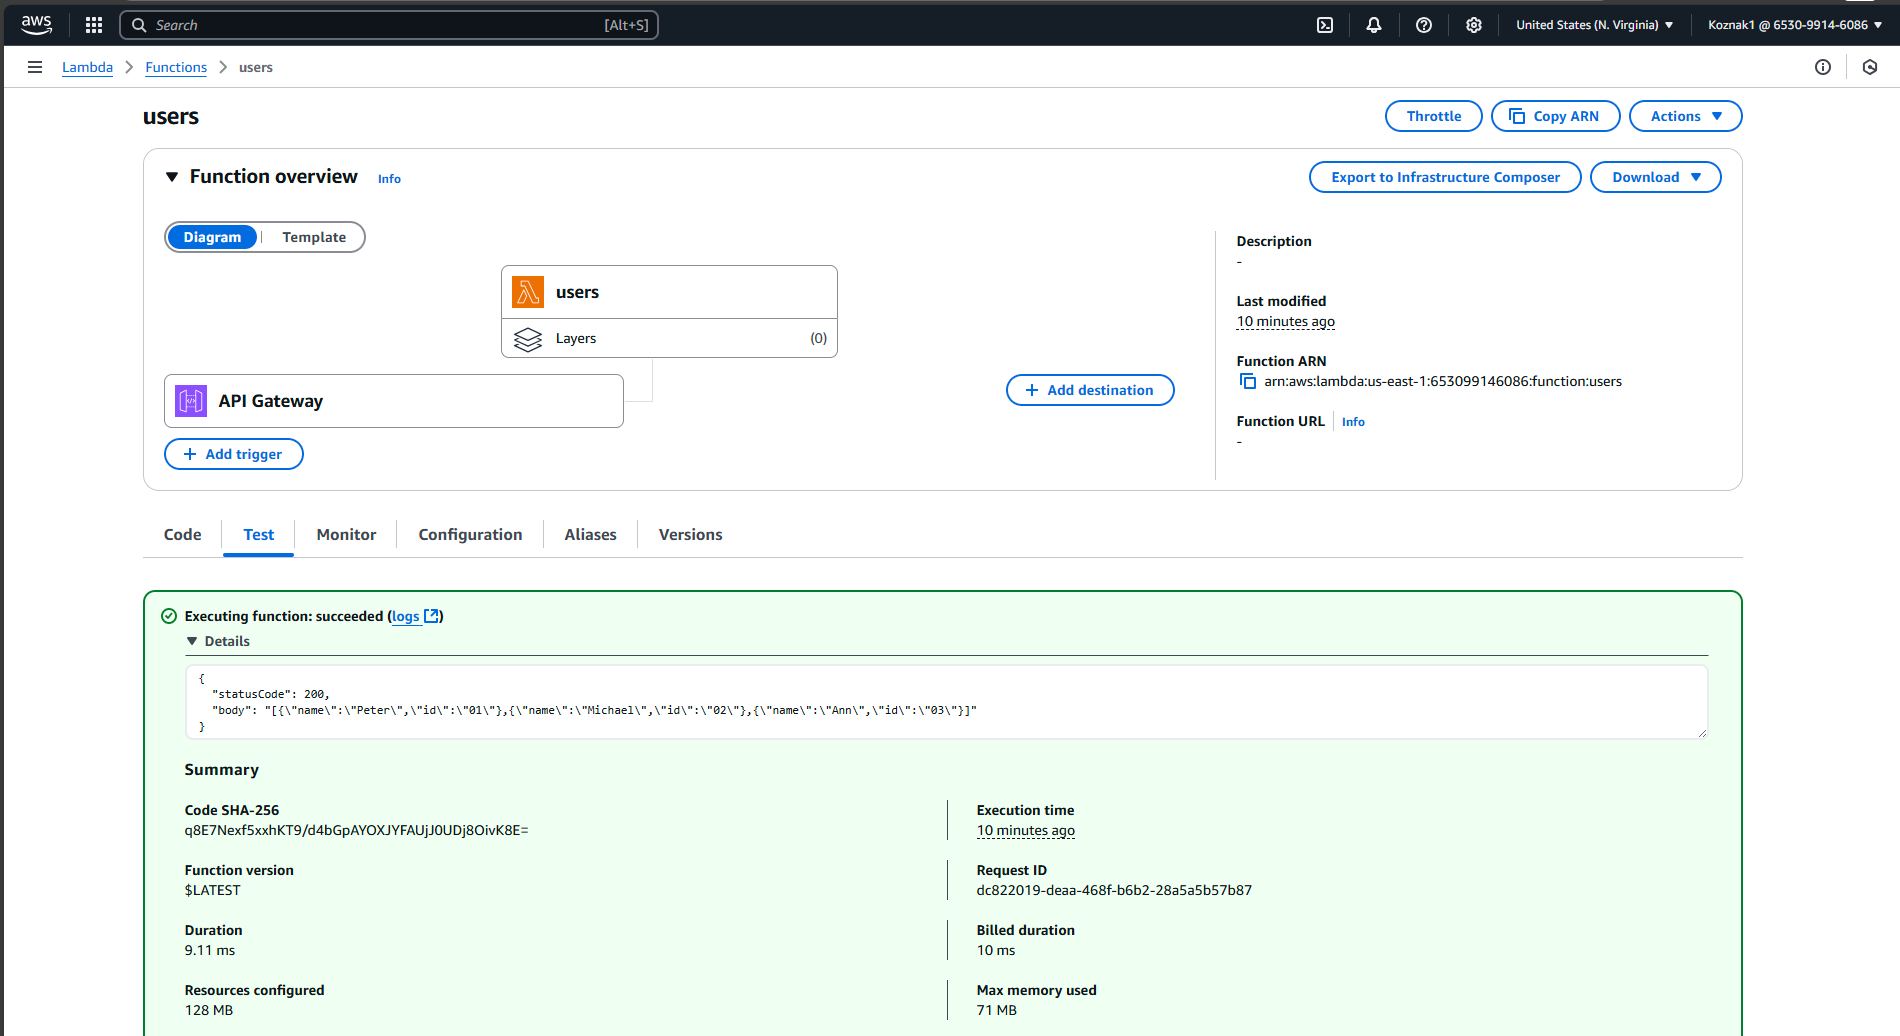 aws
Search [Alt+S]
United States (N. Virginia)
Koznak1 @ 6530-9914-6086
Lambda
Functions
users
users
Throttle
Copy ARN
Actions
Function overview
Info
Export to Infrastructure Composer
Download
Diagram
Template
users
Layers
(0)
API Gateway
Add trigger
Add destination
Description
-
Last modified
10 minutes ago
Function ARN
arn:aws:lambda:us-east-1:653099146086:function:users
Function URL
Info
-
Code
Test
Monitor
Configuration
Aliases
Versions
Executing function: succeeded (logs)
Details
{
"statusCode": 200,
"body": "[{\"name\":\"Peter\",\"id\":\"01\"},{\"name\":\"Michael\",\"id\":\"02\"},{\"name\":\"Ann\",\"id\":\"03\"}]"
}
Summary
Code SHA-256
q8E7Nexf5xxhKT9/d4bGpAYOXJYFAUjJ0UDj8OivK8E=
Execution time
10 minutes ago
Function version
$LATEST
Request ID
dc822019-deaa-468f-b6b2-28a5a5b57b87
Duration
9.11 ms
Billed duration
10 ms
Resources configured
128 MB
Max memory used
71 MB